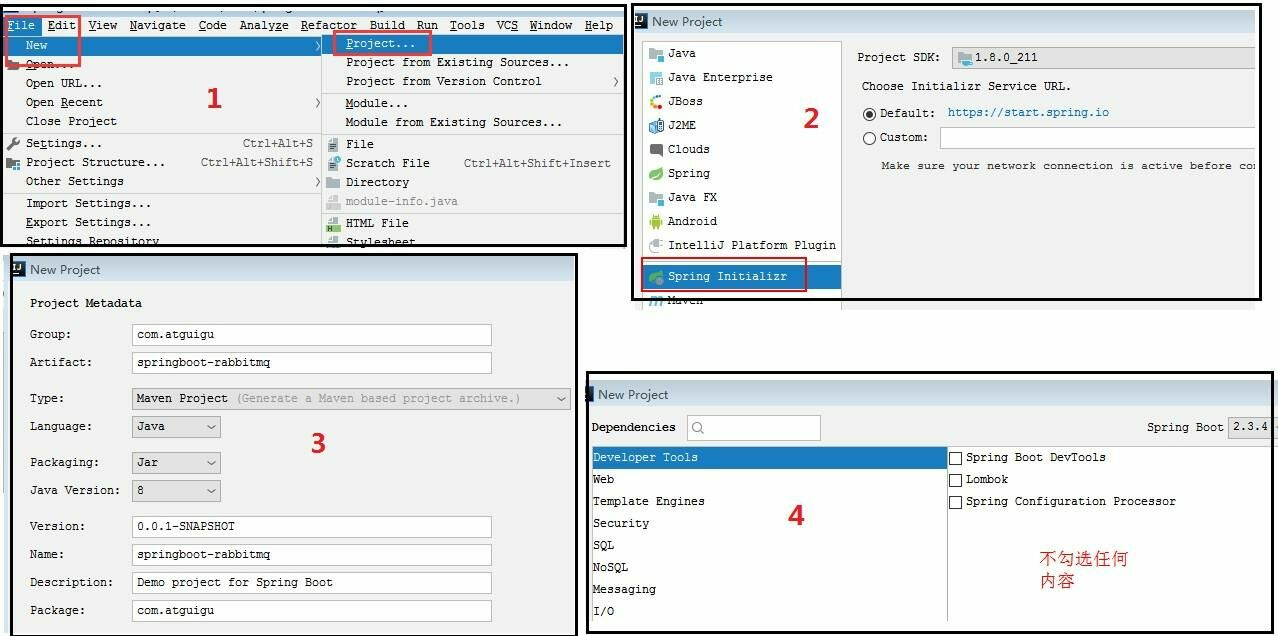 File Edit View Navigate Code Analyze Refactor Build Run Tools VCS Window Help
New
Open...
Open URL...
Open Recent
Close Project
Settings... Ctrl+Alt+S
Project Structure... Ctrl+Alt+Shift+S
Other Settings
Import Settings...
Export Settings...
Settings Repository
1
Project...
Project from Existing Sources...
Project from Version Control
Module...
Module from Existing Sources...
File
Scratch File Ctrl+Alt+Shift+Insert
Directory
module-info.java
HTML File
Stylesheet
New Project
Java
Java Enterprise
JBoss
J2ME
Clouds
Spring
Java FX
Android
IntelliJ Platform Plugin
Spring Initializr
Maven
2
Project SDK: 1.8.0_211
Choose Initializr Service URL.
Default: https://start.spring.io
Custom:
Make sure your network connection is active before co
New Project
Project Metadata
Group: com.atguigu
Artifact: springboot-rabbitmq
Type: Maven Project (Generate a Maven based project archive.)
Language: Java
3
Packaging: Jar
Java Version: 8
Version: 0.0.1-SNAPSHOT
Name: springboot-rabbitmq
Description: Demo project for Spring Boot
Package: com.atguigu
New Project
Dependencies Spring Boot 2.3.4
Developer Tools
Web
Template Engines
Security
SQL
NoSQL
Messaging
I/O
4
Spring Boot DevTools
Lombok
Spring Configuration Processor
不勾选任何
内容